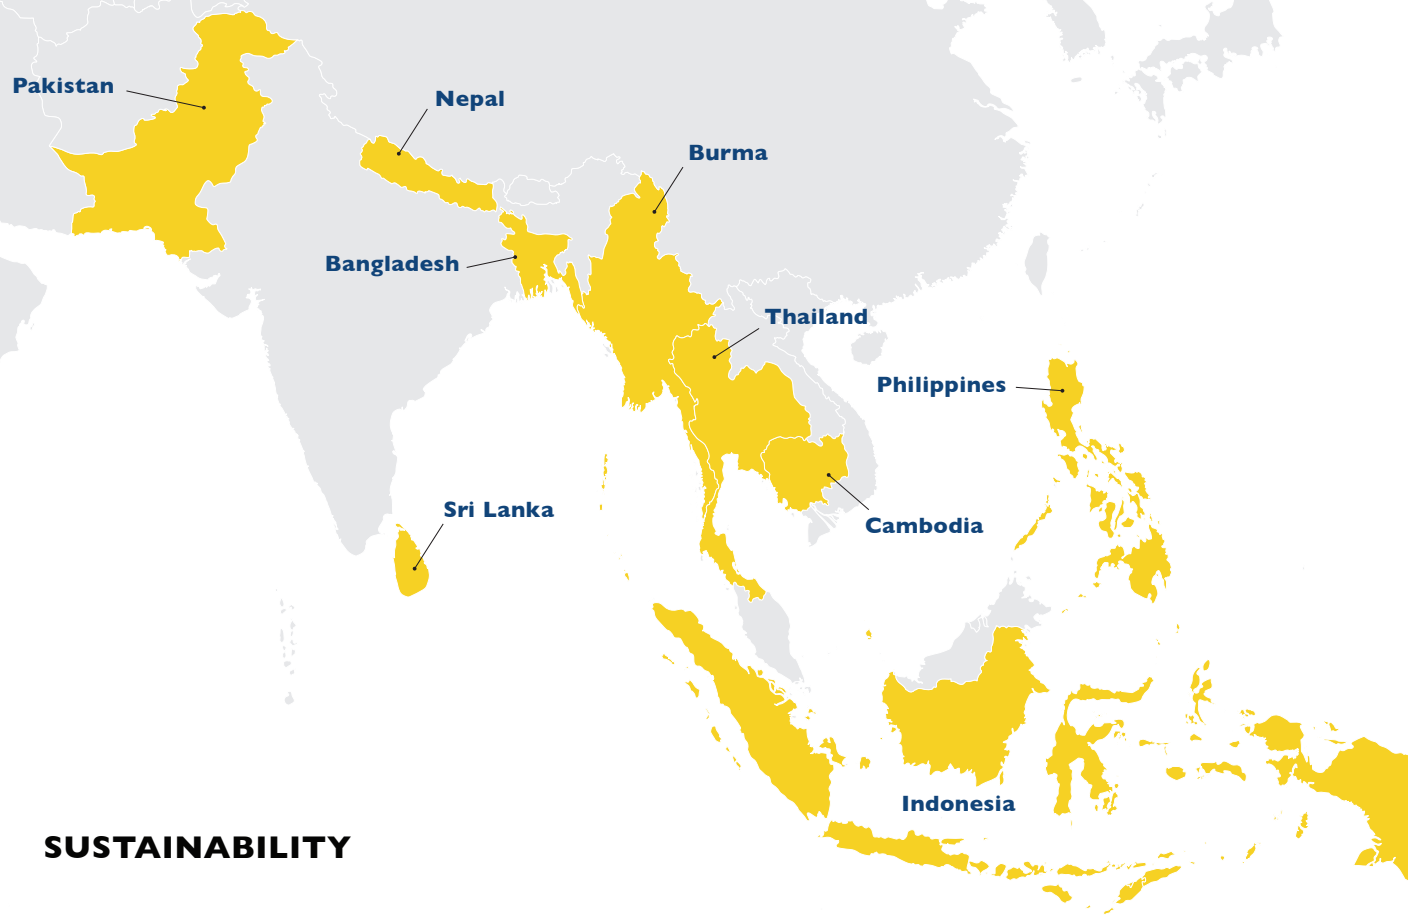 Pakistan
Nepal
Burma
Bangladesh
Thailand
Philippines
Sri Lanka
Cambodia
Indonesia
SUSTAINABILITY